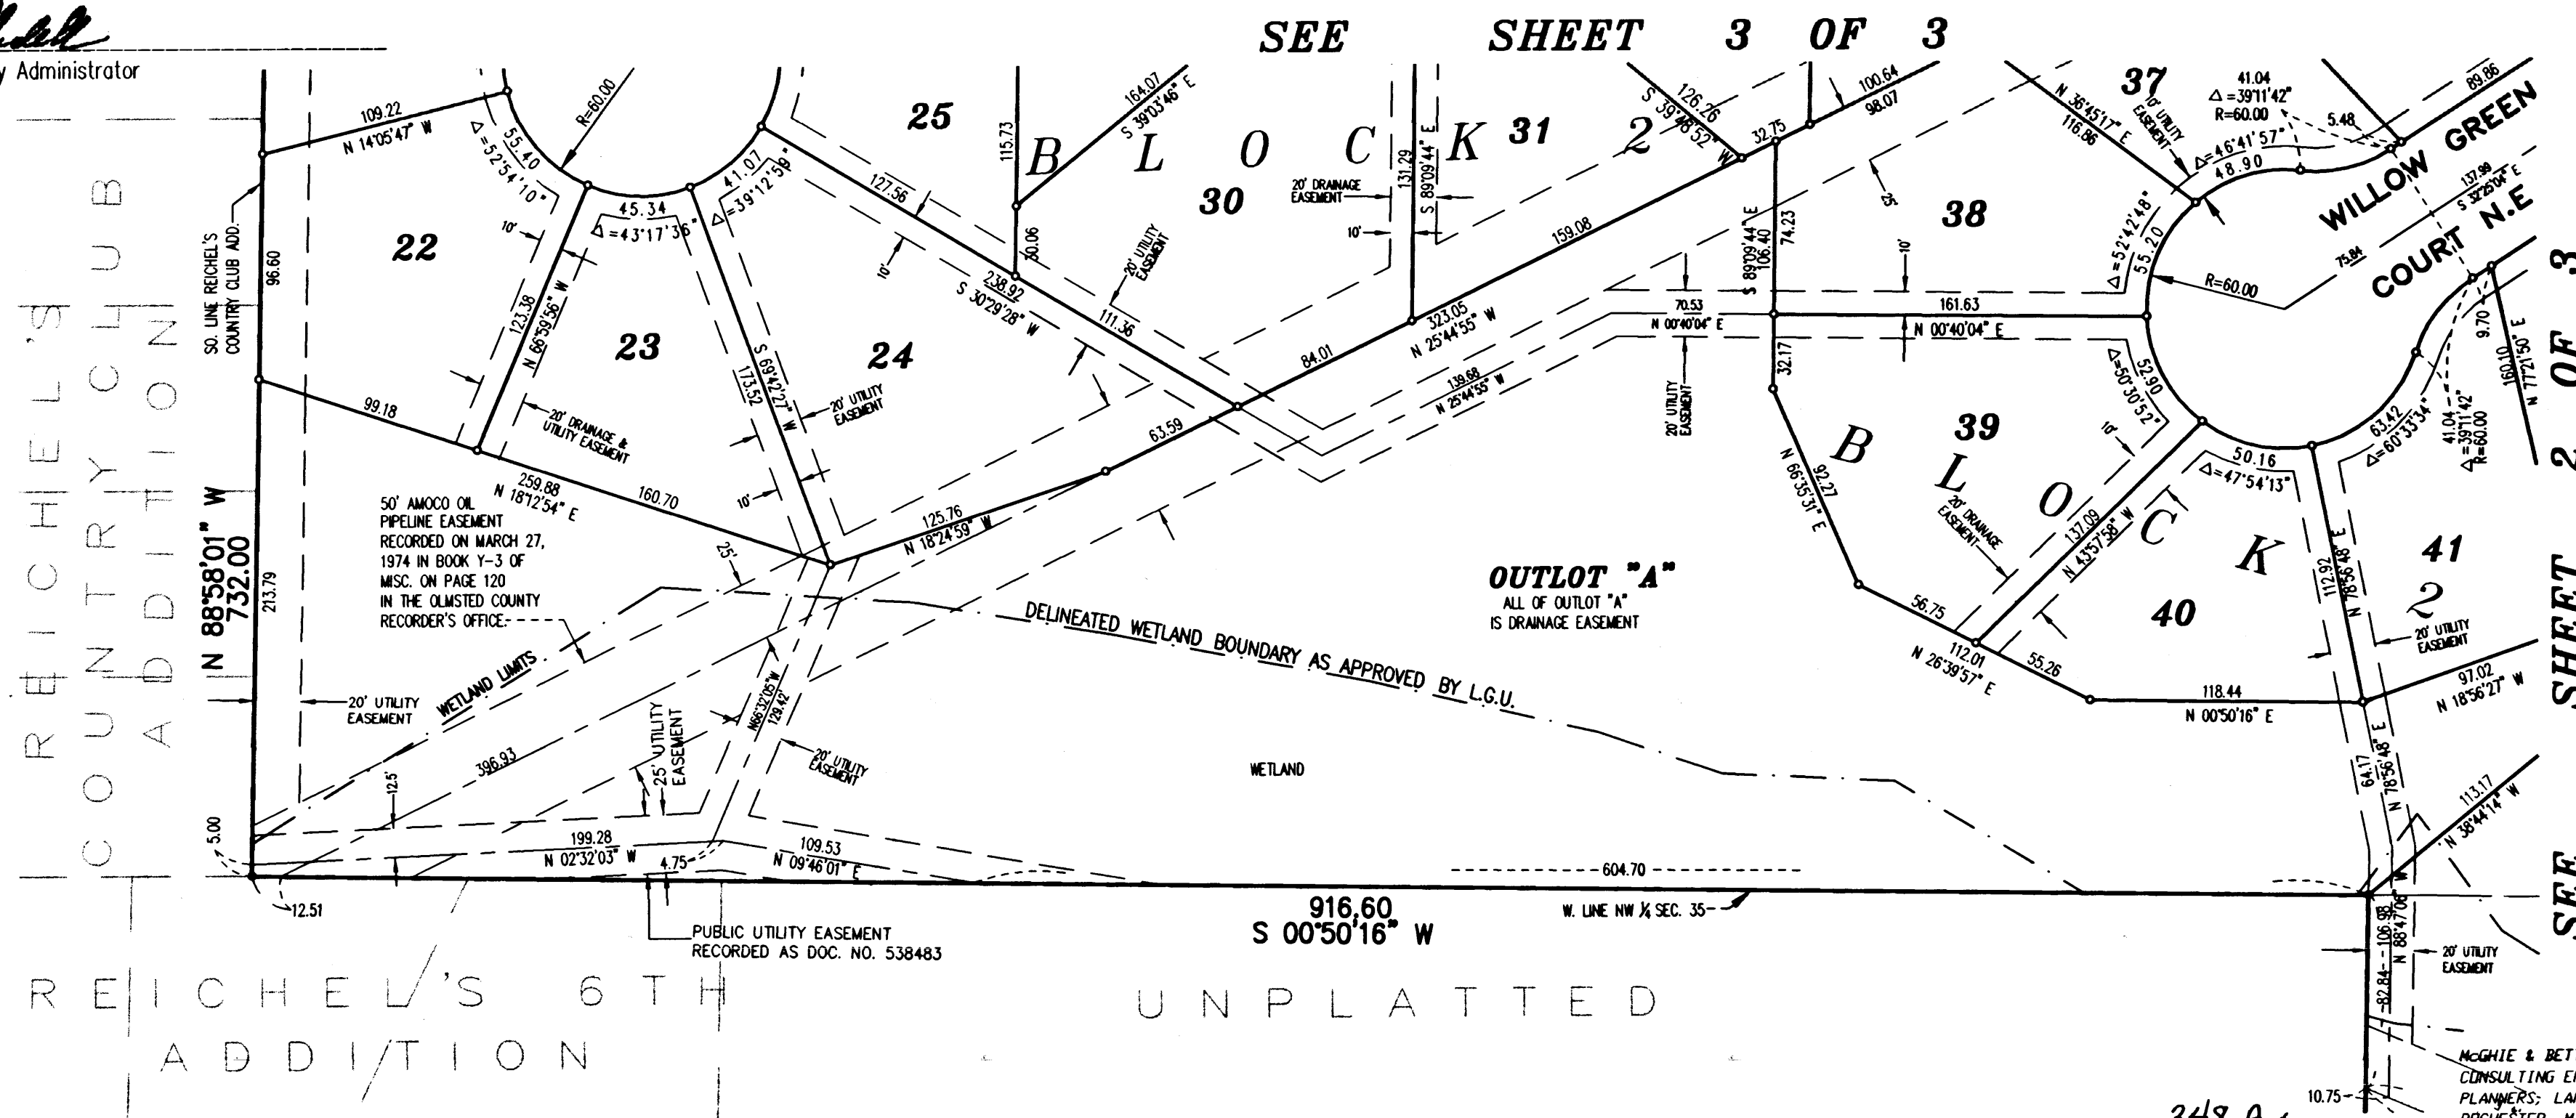 y Administrator
SEE SHEET 3 OF 3
109.22
N 14°05'47" W
SO. LINE REICHEL'S
COUNTRY CLUB ADD.
96.60
R=60.00
55.40
Δ=52°54'10"
45.34
Δ=43°17'36"
41.07
Δ=39°12'59"
22
10'
123.38
N 66°59'56" W
23
S 69°42'27" W
173.52
24
20' UTILITY
EASEMENT
99.18
20' DRAINAGE &
UTILITY EASEMENT
259.88
N 18°12'54" E
160.70
10'
25
115.73
164.07
S 39°03'46" E
127.56
50.06
10'
238.92
S 30°29'28" W
111.36
20' UTILITY
EASEMENT
BLOCK 2
30
20' DRAINAGE
EASEMENT
10'
131.29
S 89°09'44" E
31
126.26
S 39°48'52" W
32.75
100.64
98.07
159.08
323.05
N 25°44'55" W
84.01
139.68
N 25°44'55" W
63.59
125.76
N 18°24'59" W
25'
25'
S 89°09'44" E
106.40
74.23
38
10'
70.53
N 00°40'04" E
161.63
N 00°40'04" E
20' UTILITY
EASEMENT
32.17
N 36°45'17" E
116.86
37
10' UTILITY
EASEMENT
Δ=46°41'57"
48.90
41.04
Δ=39°11'42"
R=60.00
5.48
89.86
WILLOW GREEN
COURT N.E
137.99
S 32°25'04" E
75.84
R=60.00
Δ=52°42'48"
55.20
52.90
Δ=50°30'52"
50.16
Δ=47°54'13"
63.42
Δ=60°33'34"
41.04
Δ=39°11'42"
R=60.00
9.70
160.10
N 77°21'50" E
39
BLOCK 2
92.27
N 66°35'31" E
20' DRAINAGE
EASEMENT
10'
137.09
N 43°57'58" W
56.75
112.01
N 26°39'57" E
55.26
40
112.92
N 78°56'48" E
41
20' UTILITY
EASEMENT
118.44
N 00°50'16" E
97.02
N 18°56'27" W
64.17
N 78°56'48" E
113.17
N 38°44'14" W
SEE SHEET 2 OF 3
REICHEL'S
COUNTRY CLUB
ADDITION
N 88°58'01" W
732.00
213.79
50' AMOCO OIL
PIPELINE EASEMENT
RECORDED ON MARCH 27,
1974 IN BOOK Y-3 OF
MISC. ON PAGE 120
IN THE OLMSTED COUNTY
RECORDER'S OFFICE.
20' UTILITY
EASEMENT
WETLAND LIMITS
396.93
12.5'
5.00
12.51
25' UTILITY
EASEMENT
N66°32'05"W
129.42'
20' UTILITY
EASEMENT
199.28
N 02°32'03" W
4.75
109.53
N 09°46'01" E
DELINEATED WETLAND BOUNDARY AS APPROVED BY L.G.U.
OUTLOT "A"
ALL OF OUTLOT "A"
IS DRAINAGE EASEMENT
WETLAND
604.70
916.60
S 00°50'16" W
W. LINE NW ¼ SEC. 35
PUBLIC UTILITY EASEMENT
RECORDED AS DOC. NO. 538483
REICHEL'S 6TH
ADDITION
UNPLATTED
82.84
106.98
N 88°47'06" W
20' UTILITY
EASEMENT
10.75
McGHIE & BET
CONSULTING E
PLANNERS; LA